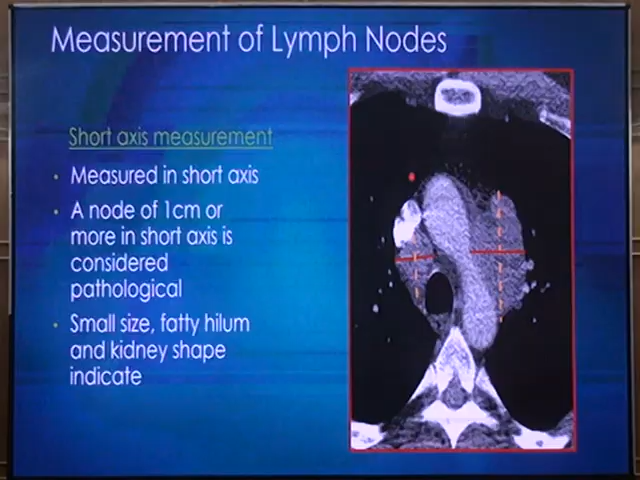 Measurement of Lymph Nodes
Short axis measurement
• Measured in short axis
• A node of 1cm or
more in short axis is
considered
pathological
• Small size, fatty hilum
and kidney shape
indicate